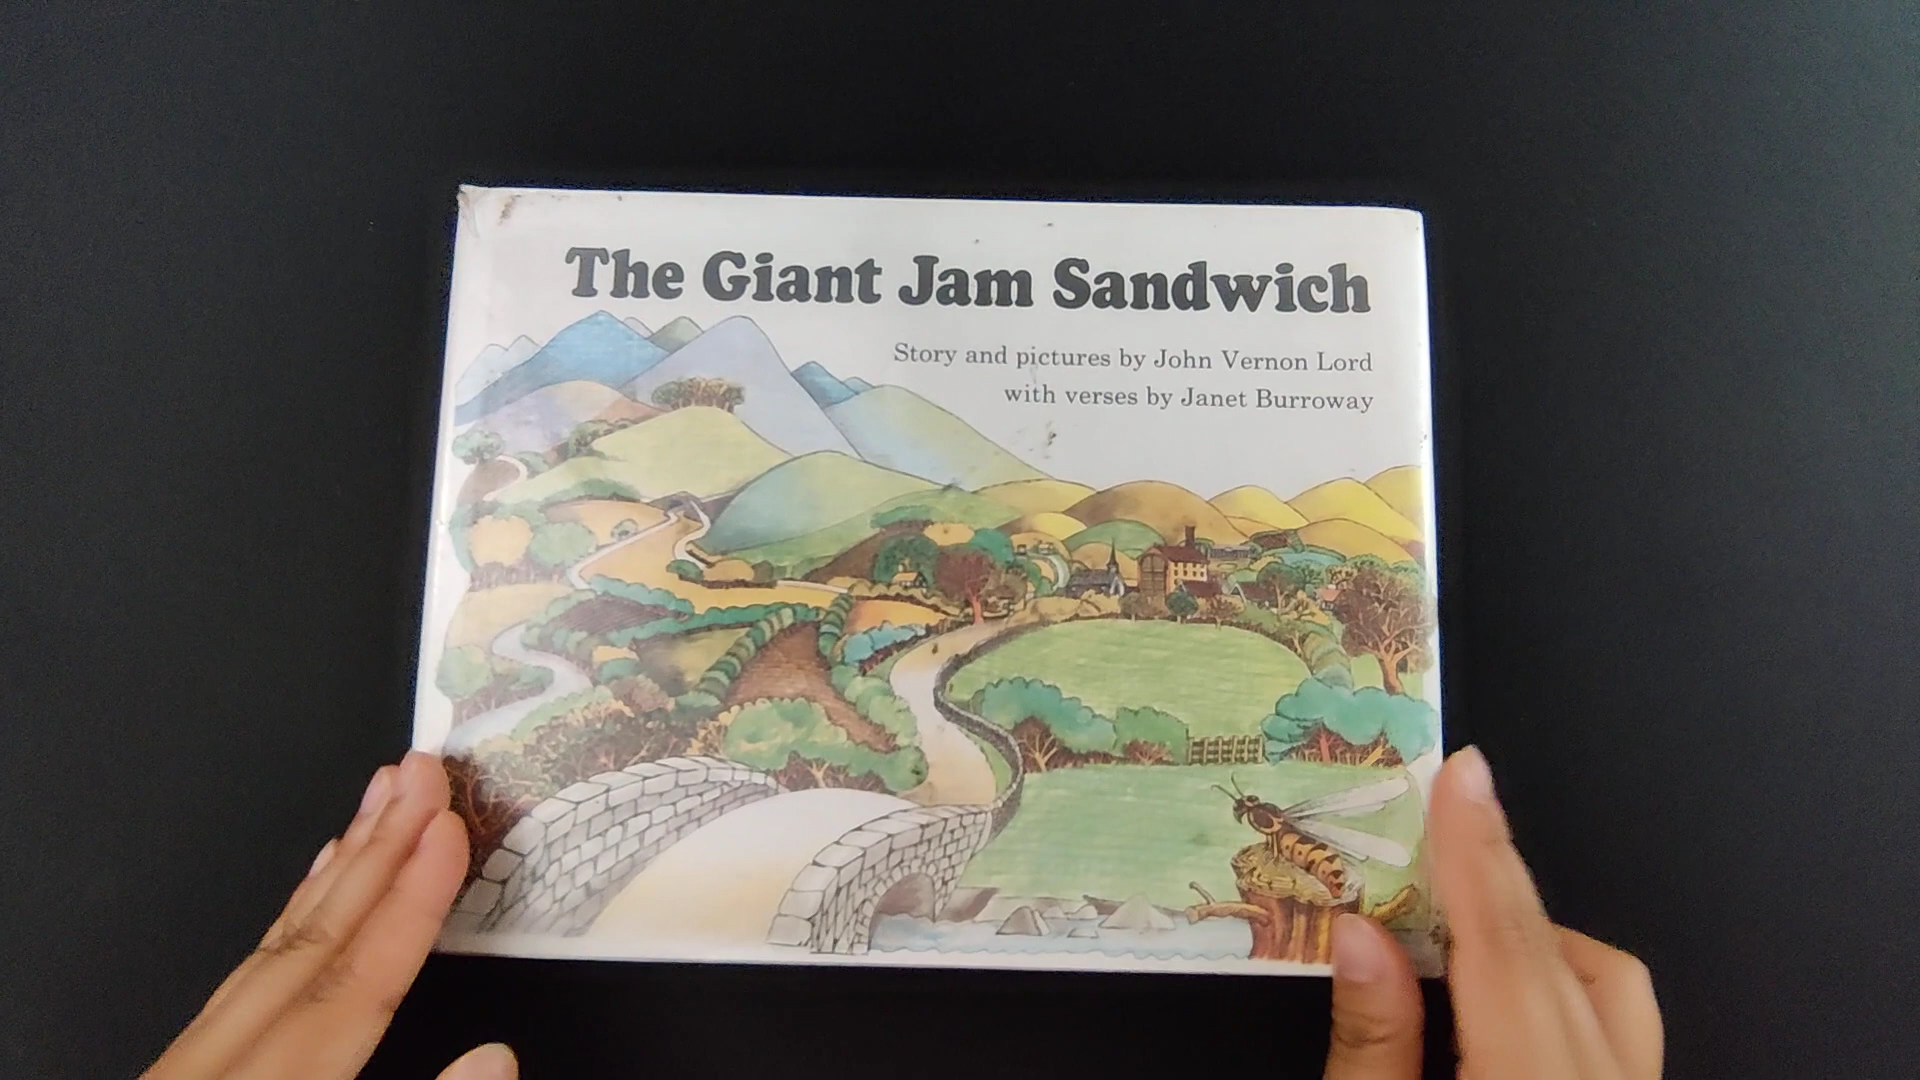 The Giant Jam Sandwich
Story and pictures by John Vernon Lord
with verses by Janet Burroway